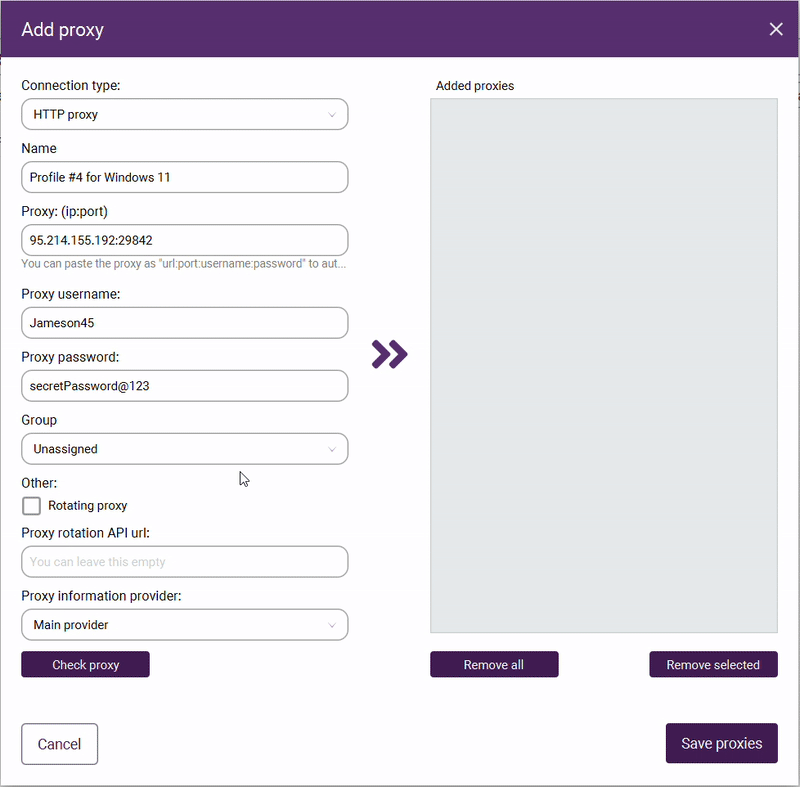 Add proxy
Connection type:
HTTP proxy
Name
Profile #4 for Windows 11
Proxy: (ip:port)
95.214.155.192:29842
You can paste the proxy as "url:port:username:password" to aut...
Proxy username:
Jameson45
Proxy password:
secretPassword@123
Group
Unassigned
Other:
Rotating proxy
Proxy rotation API url:
You can leave this empty
Proxy information provider:
Main provider
Check proxy
Cancel
Added proxies
Remove all
Remove selected
Save proxies